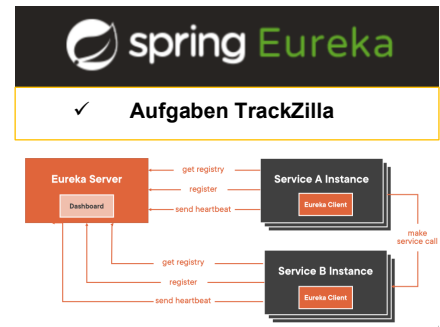 spring Eureka
✓ Aufgaben TrackZilla
Eureka Server
Dashboard
get registry
register
send heartbeat
Service A Instance
Eureka Client
make
service call
get registry
register
send heartbeat
Service B Instance
Eureka Client